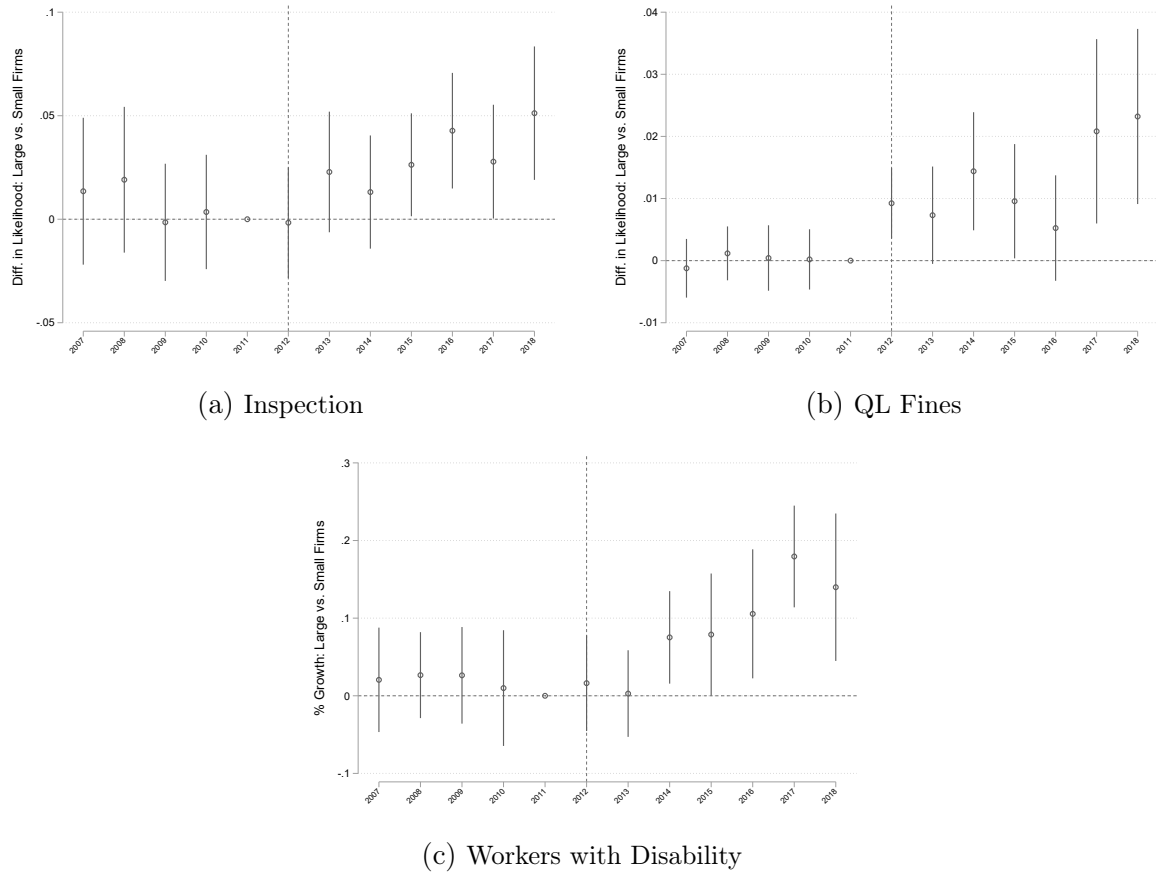 .1
.05
0
-.05
Diff. in Likelihood: Large vs. Small Firms
2007 2008 2009 2010 2011 2012 2013 2014 2015 2016 2017 2018
(a) Inspection
.04
.03
.02
.01
0
-.01
Diff. in Likelihood: Large vs. Small Firms
2007 2008 2009 2010 2011 2012 2013 2014 2015 2016 2017 2018
(b) QL Fines
.3
.2
.1
0
-.1
% Growth: Large vs. Small Firms
2007 2008 2009 2010 2011 2012 2013 2014 2015 2016 2017 2018
(c) Workers with Disability